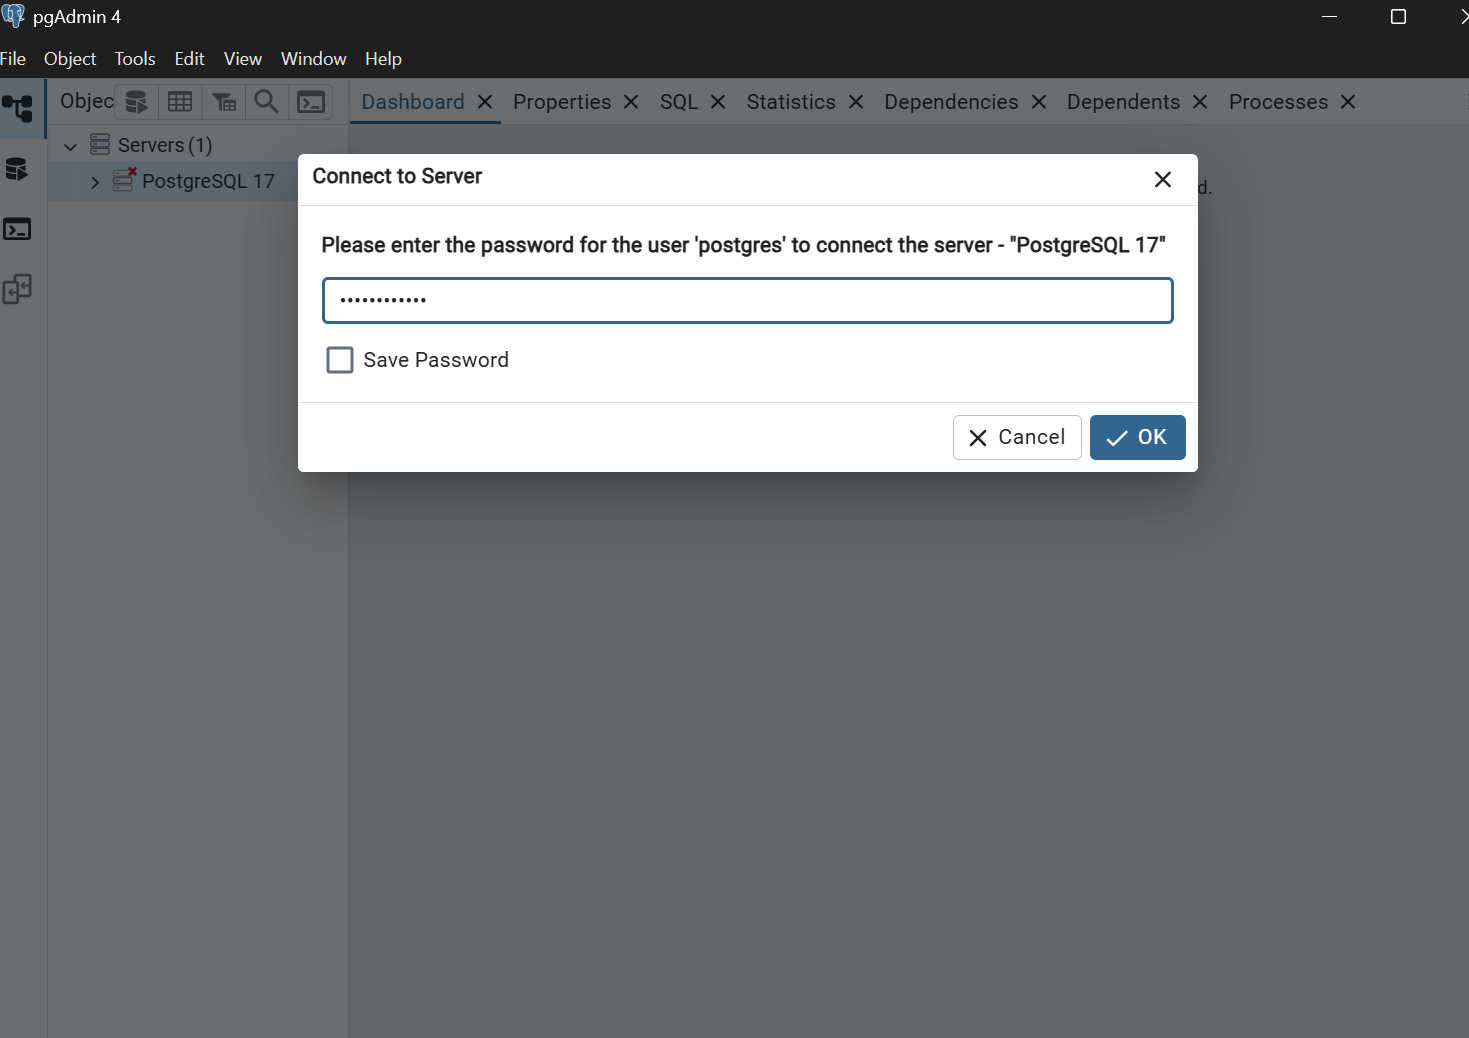 pgAdmin 4
File Object Tools Edit View Window Help
Objec
Dashboard Properties SQL Statistics Dependencies Dependents Processes
Servers (1)
PostgreSQL 17
d.
Connect to Server
Please enter the password for the user 'postgres' to connect the server - "PostgreSQL 17"
••••••••••••
Save Password
Cancel OK